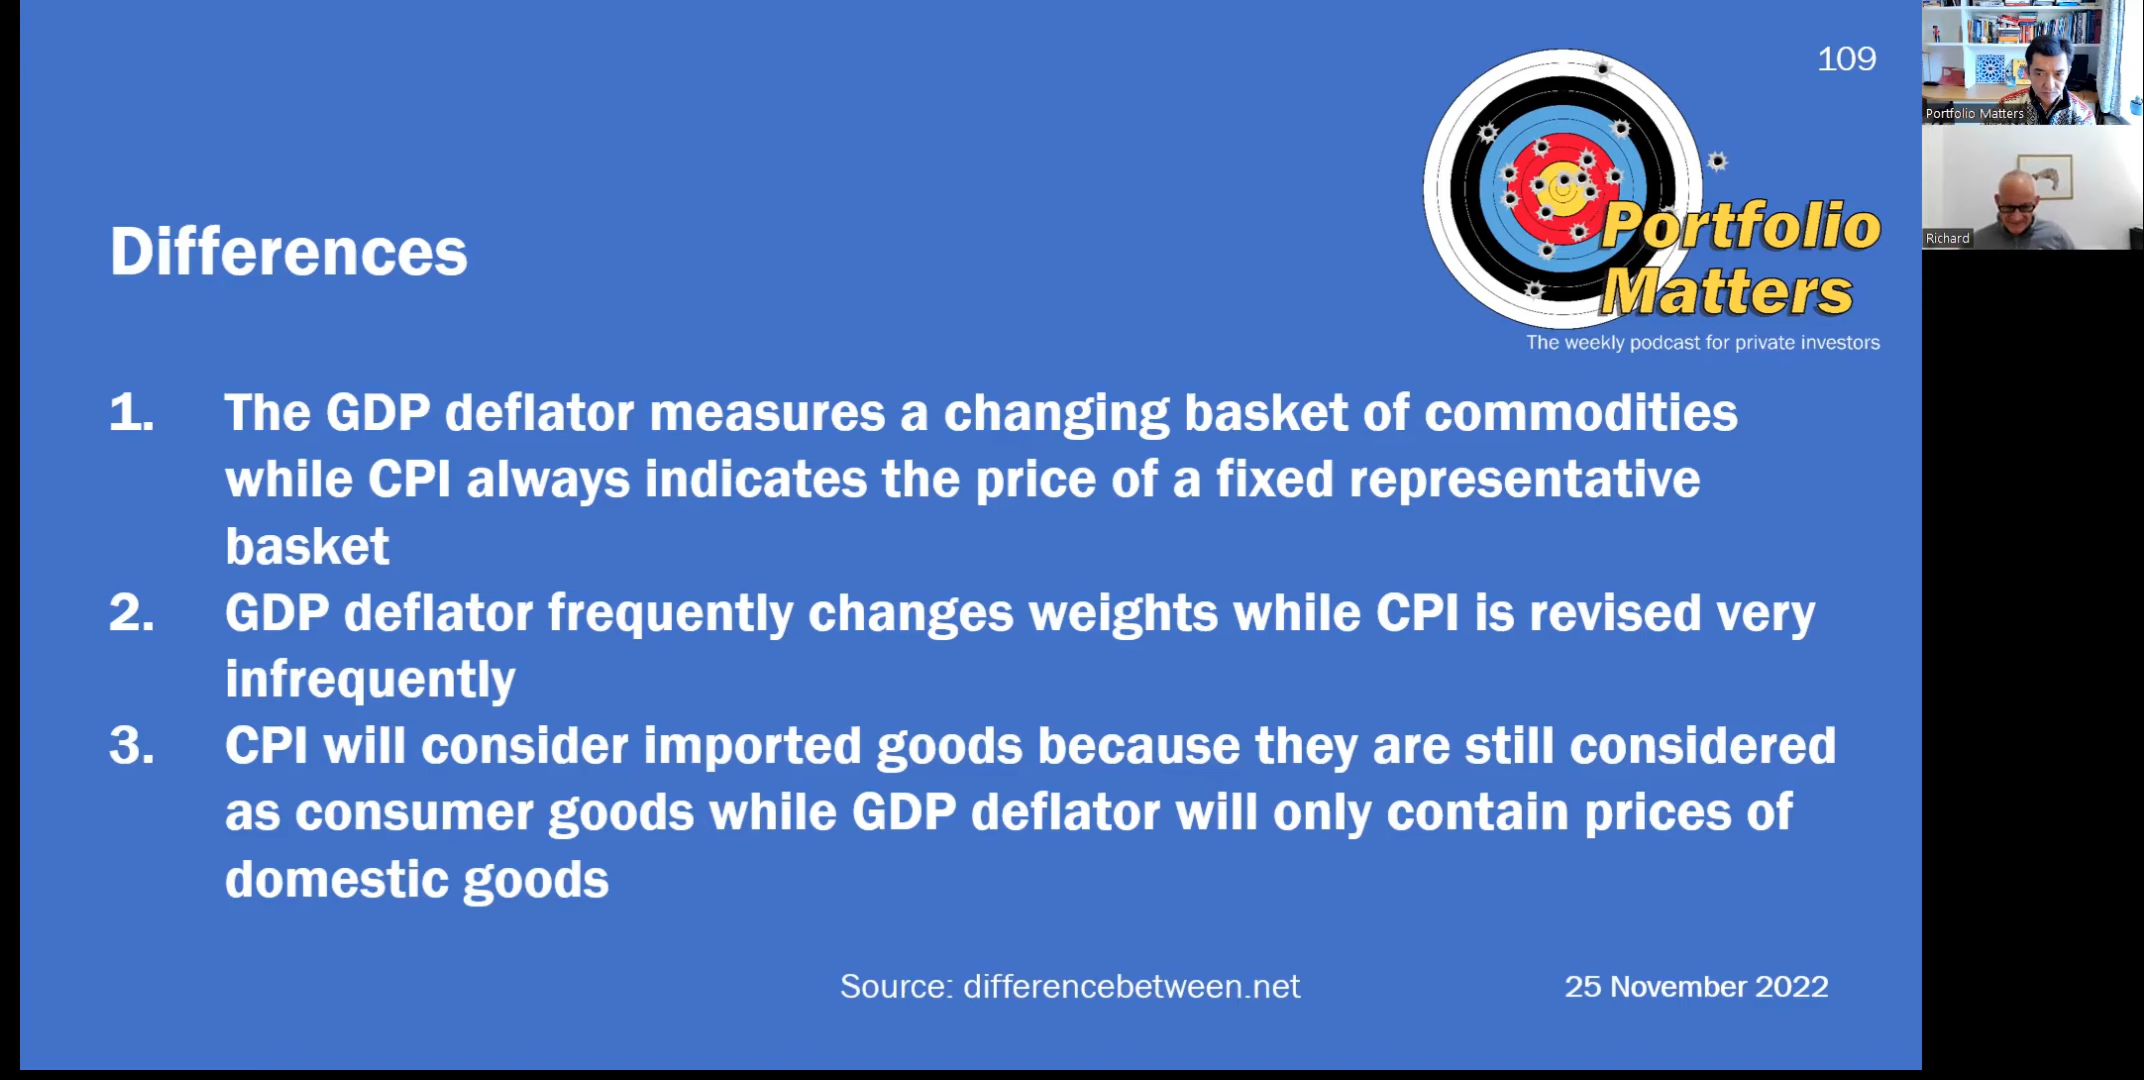 109
Portfolio Matters
Richard
Portfolio
Matters
The weekly podcast for private investors
Differences
1. The GDP deflator measures a changing basket of commodities
while CPI always indicates the price of a fixed representative
basket
2. GDP deflator frequently changes weights while CPI is revised very
infrequently
3. CPI will consider imported goods because they are still considered
as consumer goods while GDP deflator will only contain prices of
domestic goods
Source: differencebetween.net
25 November 2022